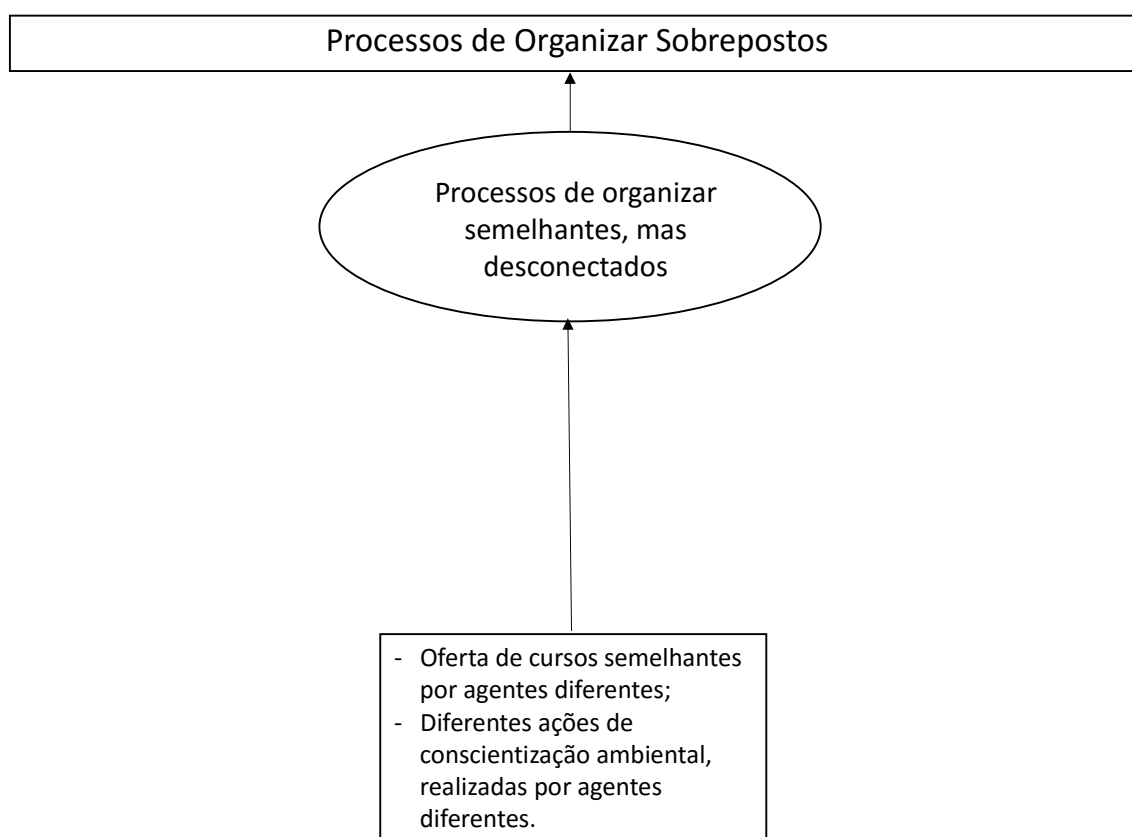 Processos de Organizar Sobrepostos
Processos de organizar
semelhantes, mas
desconectados
- Oferta de cursos semelhantes
por agentes diferentes;
- Diferentes ações de
conscientização ambiental,
realizadas por agentes
diferentes.